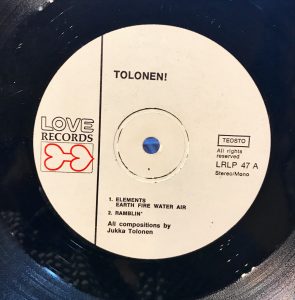 TOLONEN!
LOVE
RECORDS
TEOSTO
All rights
reserved
LRLP 47 A
Stereo/Mono
1. ELEMENTS
EARTH FIRE WATER AIR
2. RAMBLIN'
All compositions by
Jukka Tolonen